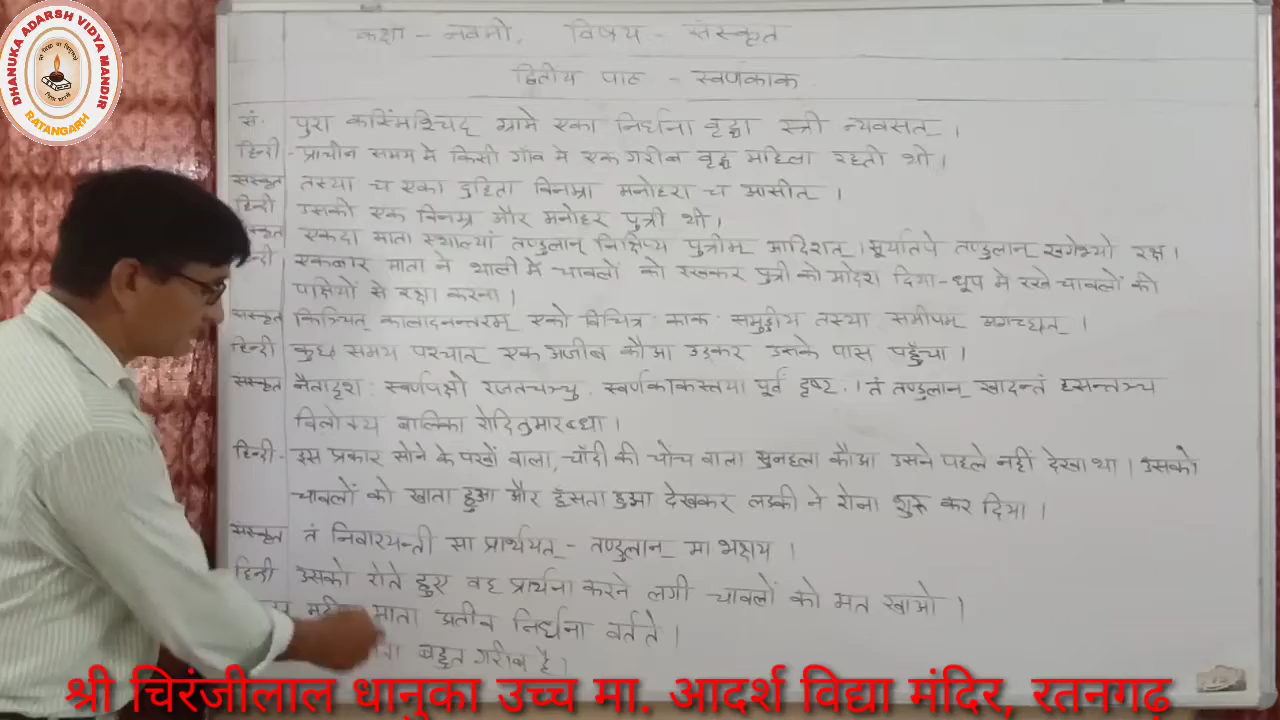 DHANUKA ADARSH VIDYA MANDIR
RATANGARH
कक्षा - नवमी. विषय - संस्कृत
द्वितीय पाठ - स्वर्णकाक
सं. पुरा कस्मिंश्चिद् ग्रामे एका निर्धना वृद्धा स्त्री न्यवसत् ।
हिन्दी - प्राचीन समय मे किसी गाँव मे एक गरीब वृद्ध महिला रहती थी ।
संस्कृत तस्या च एका दुहिता विनम्रा मनोहरा च आसीत् ।
हिन्दी उसकी एक विनम्र और मनोहर पुत्री थी ।
एकदा माता स्थाल्यां तण्डुलान् निक्षिप्य पुत्रीम् आदिशत् । सूर्यातपे तण्डुलान् खगेभ्यो रक्ष ।
एकबार माता ने थाली में चावलों को रखकर पुत्री को आदेश दिया - धूप मे रखे चावलों की
पक्षियों से रक्षा करना ।
संस्कृत किञ्चित् कालादनन्तरम् एको विचित्र: काक: समुड्डीय तस्या समीपम् अगच्छत् ।
हिन्दी कुछ समय पश्चात् एक अजीब कौआ उड़कर उसके पास पहुँचा ।
संस्कृत नैतादृश: स्वर्णपक्षो रजतचञ्चु: स्वर्णकाकस्तया पूर्व दृष्ट: । तं तण्डुलान् खादन्तं हसन्तञ्च
विलोक्य बालिका रोदितुमारब्धा ।
हिन्दी - इस प्रकार सोने के पखों वाला, चाँदी की चोंच वाला सुनहला कौआ उसने पहले नहीं देखा था । उसको
चावलों को खाता हुआ और हँसता हुआ देखकर लडकी ने रोना शुरू कर दिया ।
संस्कृत तं निवारयन्ती सा प्रार्थयत् - तण्डुलान् मा भक्षय ।
हिन्दी उसको रोते हुए वह प्रार्थना करने लगी चावलों को मत खाओ ।
माता अतीव निर्धना वर्तते ।
बहुत गरीब है ।
श्री चिरंजीलाल धानुका उच्च मा. आदर्श विद्या मंदिर, रतनगढ